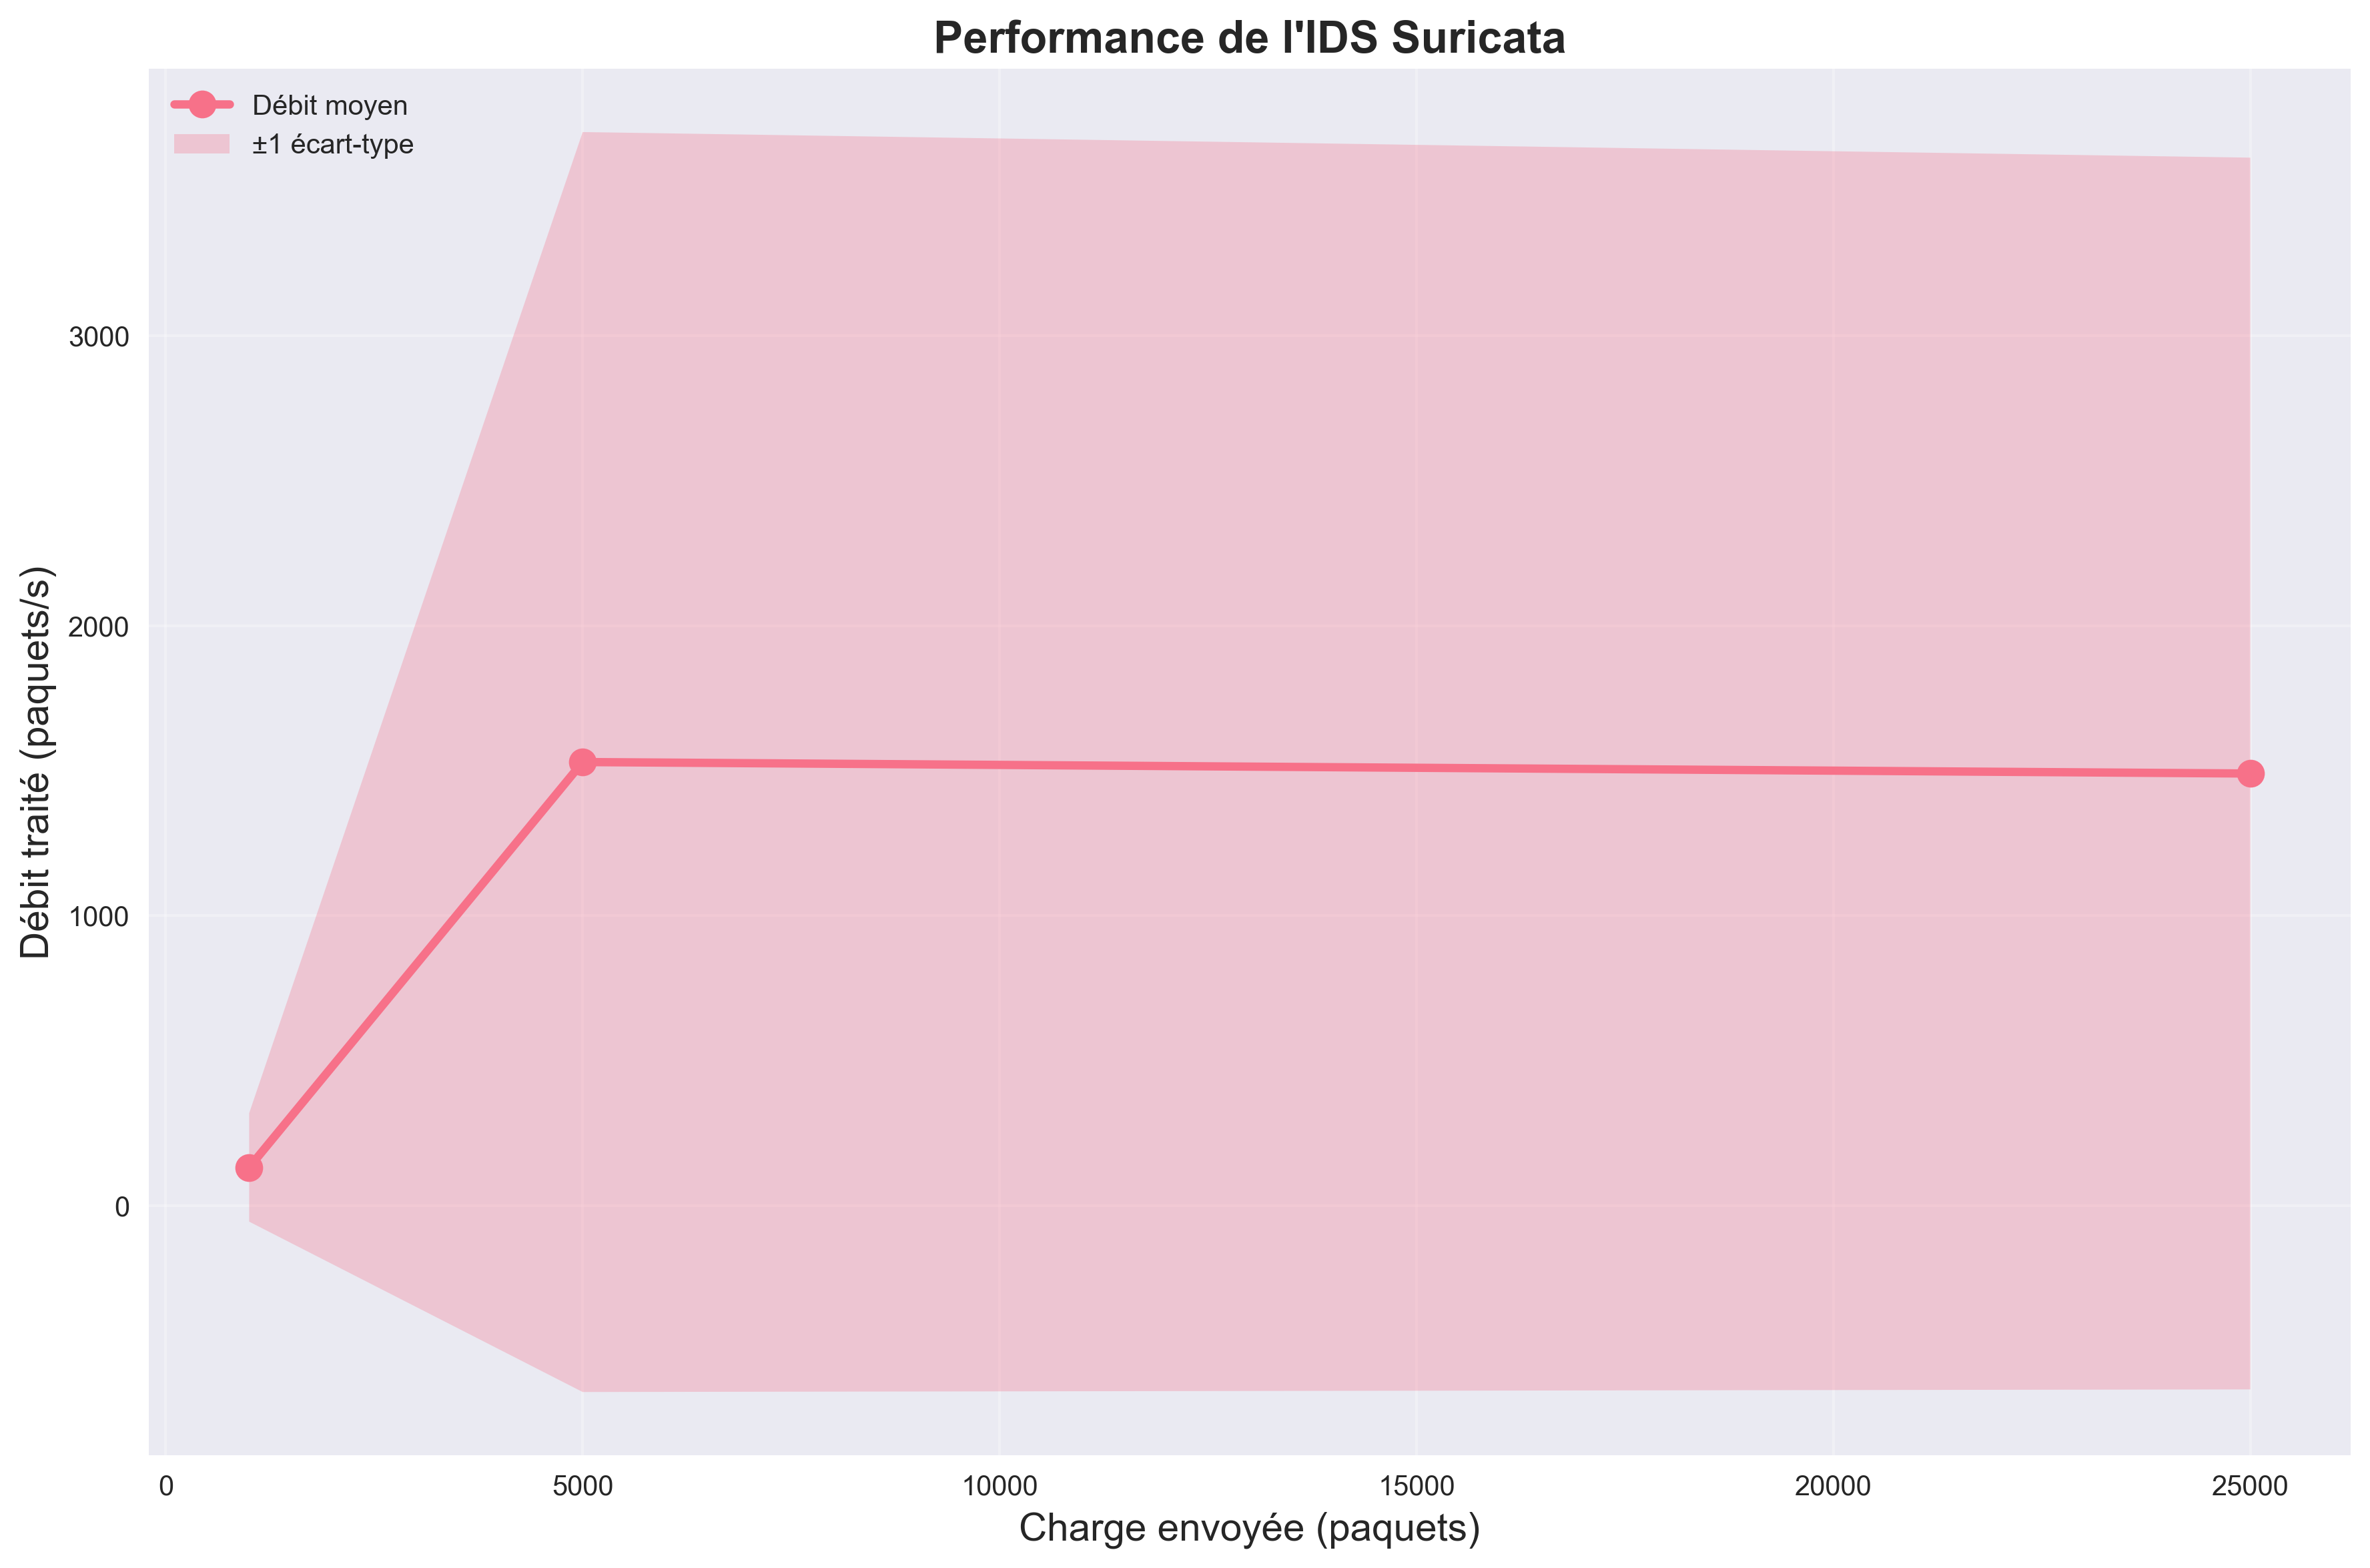 Performance de l'IDS Suricata
Débit moyen
±1 écart-type
3000
2000
1000
0
Débit traité (paquets/s)
0
5000
10000
15000
20000
25000
Charge envoyée (paquets)